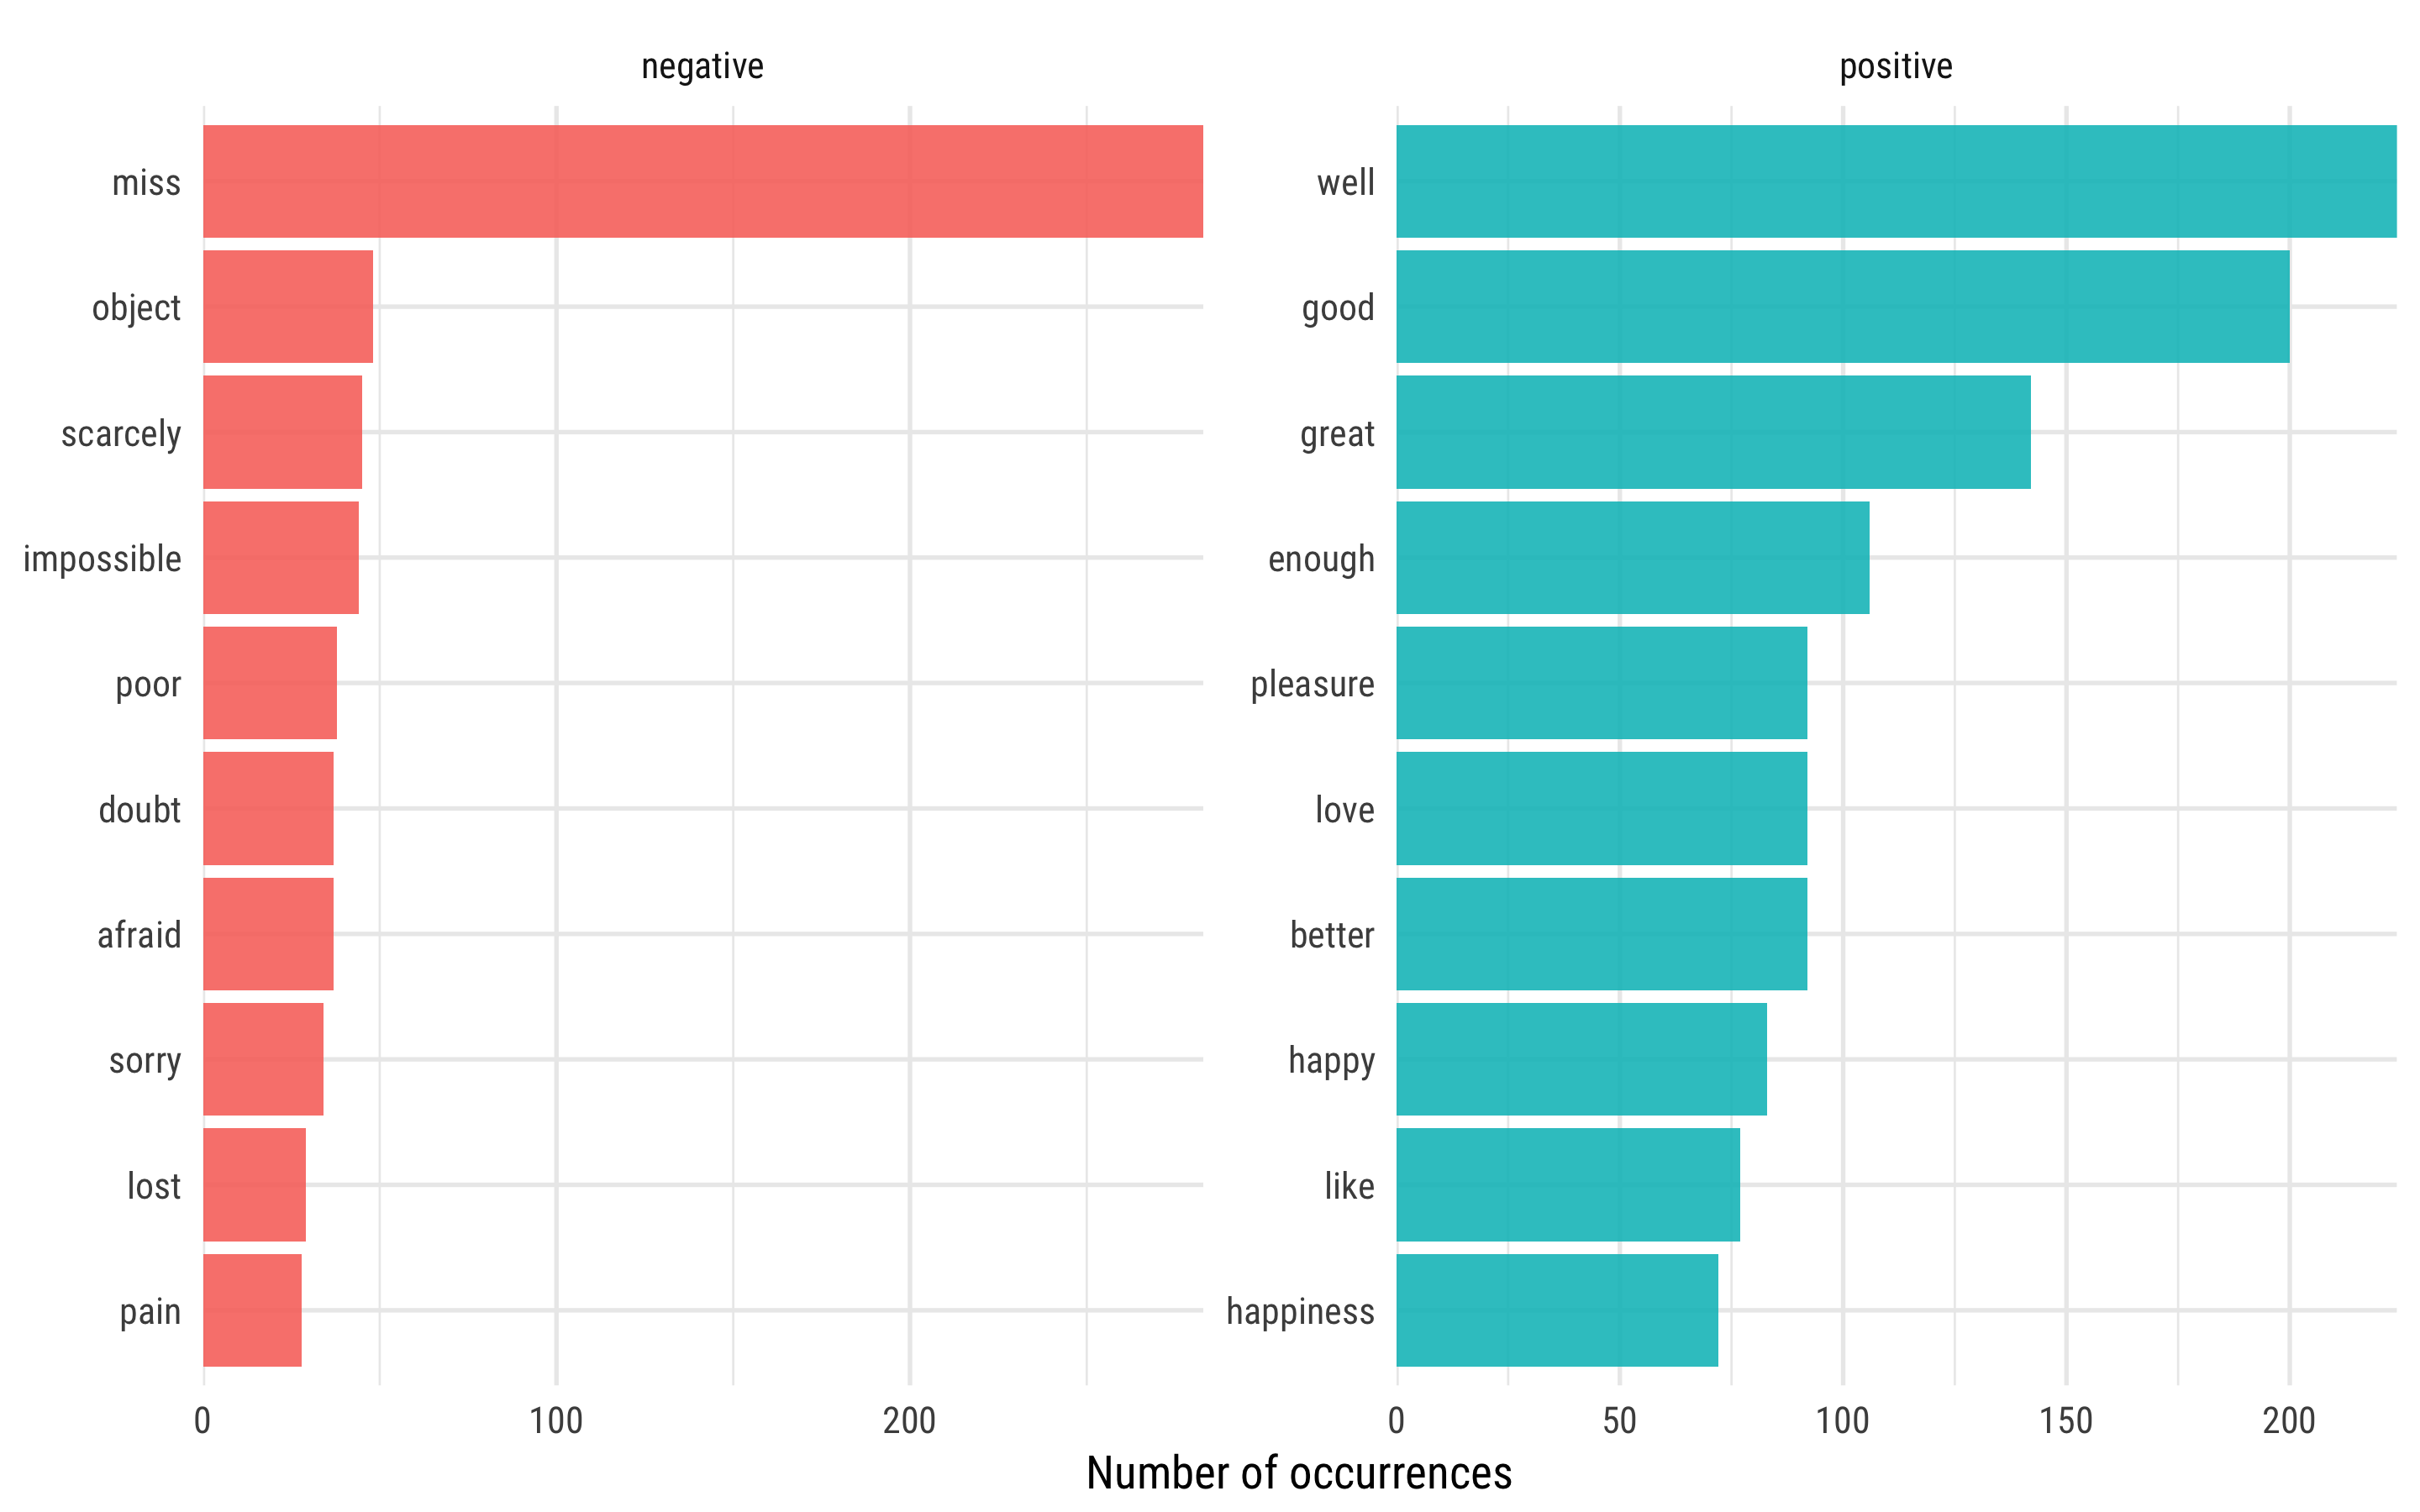 negative
miss
object
scarcely
impossible
poor
doubt
afraid
sorry
lost
pain
0 100 200
positive
well
good
great
enough
pleasure
love
better
happy
like
happiness
0 50 100 150 200
Number of occurrences